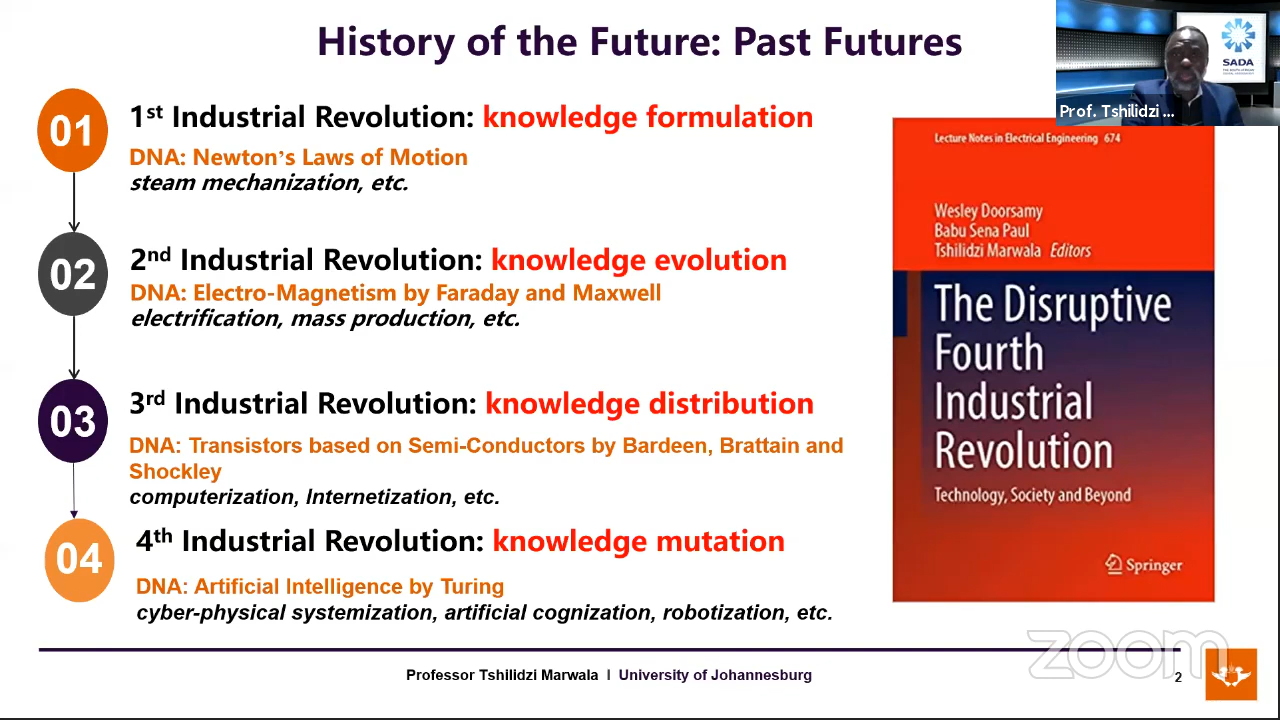 History of the Future: Past Futures
SADA
Prof. Tshilidzi ...
01
1st Industrial Revolution: knowledge formulation
DNA: Newton's Laws of Motion
steam mechanization, etc.
02
2nd Industrial Revolution: knowledge evolution
DNA: Electro-Magnetism by Faraday and Maxwell
electrification, mass production, etc.
03
3rd Industrial Revolution: knowledge distribution
DNA: Transistors based on Semi-Conductors by Bardeen, Brattain and
Shockley
computerization, Internetization, etc.
04
4th Industrial Revolution: knowledge mutation
DNA: Artificial Intelligence by Turing
cyber-physical systemization, artificial cognization, robotization, etc.
Lecture Notes in Electrical Engineering 674
Wesley Doorsamy
Babu Sena Paul
Tshilidzi Marwala Editors
The Disruptive
Fourth
Industrial
Revolution
Technology, Society and Beyond
Springer
zoom
Professor Tshilidzi Marwala | University of Johannesburg
2